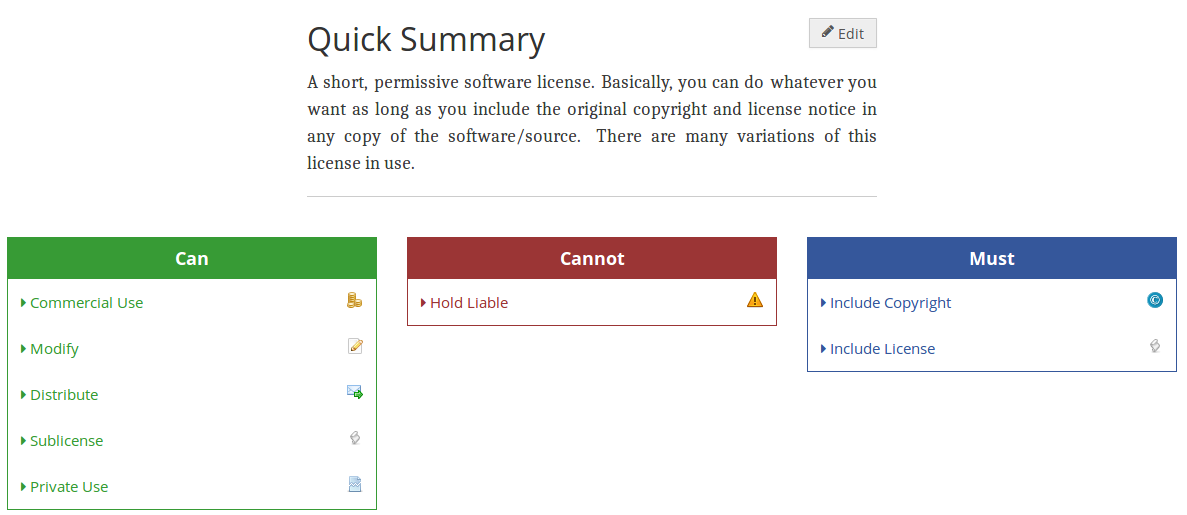 Quick Summary
Edit
A short, permissive software license. Basically, you can do whatever you
want as long as you include the original copyright and license notice in
any copy of the software/source. There are many variations of this
license in use.
Can
Commercial Use
Modify
Distribute
Sublicense
Private Use
Cannot
Hold Liable
Must
Include Copyright
Include License